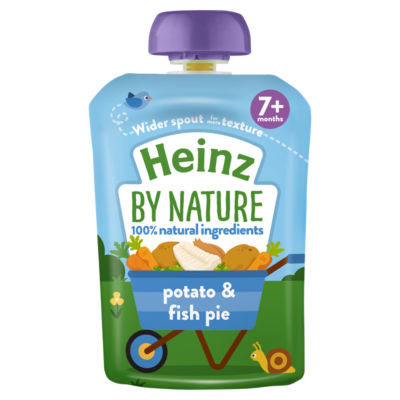 7+
months
Wider spout for more texture
Heinz
BY NATURE
100% natural ingredients
potato &
fish pie